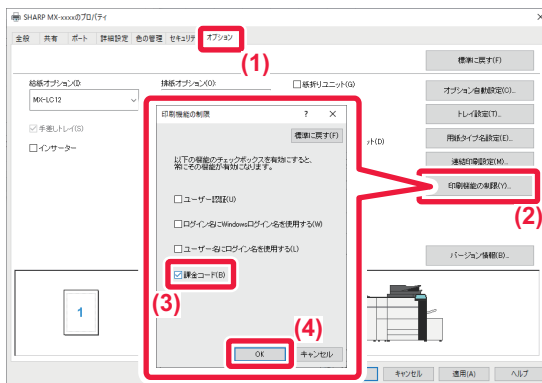 SHARP MX-xxxxのプロパティ
全般 共有 ポート 詳細設定 色の管理 セキュリティ オプション
(1)
標準に戻す(F)
給紙オプション(I):
排紙オプション(X0):
紙折りユニット(G)
オプション自動設定(C)...
MX-LC12
トレイ設定(T)...
印刷機能の制限 ? ×
手差しトレイ(S)
標準に戻す(F)
ット(D)
用紙タイプ名設定(E)...
インサーター
以下の機能のチェックボックスを有効にすると、
常にその機能が有効になります。
連結印刷設定(M)...
印刷機能の制限(Y)...
(2)
ユーザー認証(U)
ログイン名にWindowsログイン名を使用する(W)
ユーザー名にログイン名を使用する(L)
バージョン情報(B)...
課金コード(B)
(3)
1
(4)
OK キャンセル
キャンセル 適用(A) ヘルプ